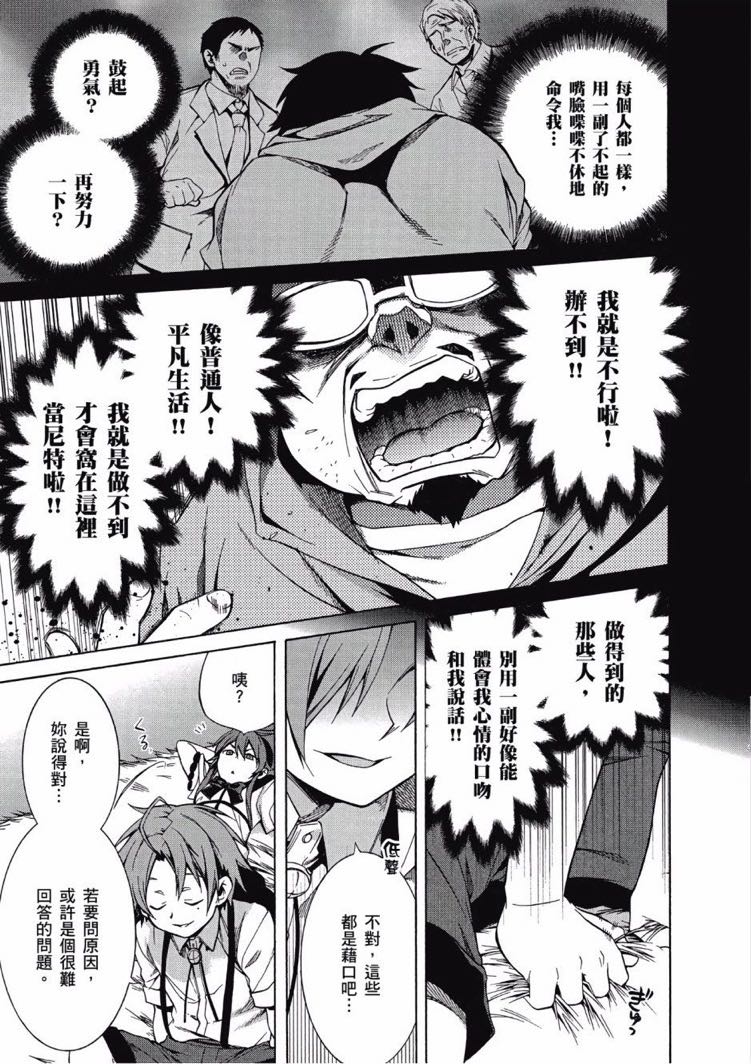 每個人都一樣，
用一副了不起的
嘴臉喋喋不休地
命令我…
鼓起
勇氣？
再努力
一下？
我就是不行啦！
辦不到!!
像普通人！
平凡生活!!
我就是做不到
才會窩在這裡
當尼特啦!!
做得到的
那些人，
別用一副好像能
體會我心情的口吻
和我說話!!
ぎゅっ
低聲
不對，這些
都是藉口吧…
咦？
くる
是啊，
妳說得對…
若要問原因，
或許是個很難
回答的問題。